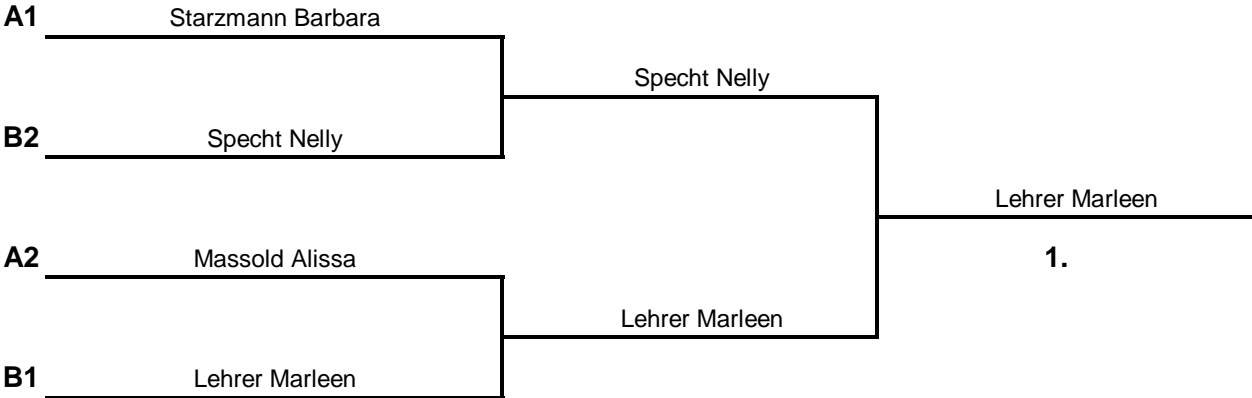 A1 Starzmann Barbara
Specht Nelly
B2 Specht Nelly
Lehrer Marleen
A2 Massold Alissa
1.
Lehrer Marleen
B1 Lehrer Marleen